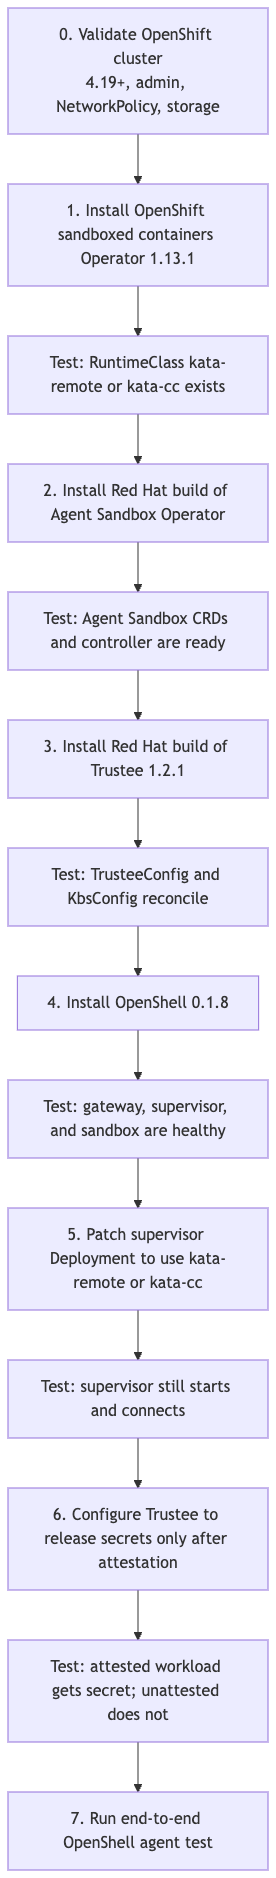 0. Validate OpenShift
cluster
4.19+, admin,
NetworkPolicy, storage
1. Install OpenShift
sandboxed containers
Operator 1.13.1
Test: RuntimeClass kata-
remote or kata-cc exists
2. Install Red Hat build of
Agent Sandbox Operator
Test: Agent Sandbox CRDs
and controller are ready
3. Install Red Hat build of
Trustee 1.2.1
Test: TrusteeConfig and
KbsConfig reconcile
4. Install OpenShell 0.1.8
Test: gateway, supervisor,
and sandbox are healthy
5. Patch supervisor
Deployment to use kata-
remote or kata-cc
Test: supervisor still starts
and connects
6. Configure Trustee to
release secrets only after
attestation
Test: attested workload
gets secret; unattested
does not
7. Run end-to-end
OpenShell agent test